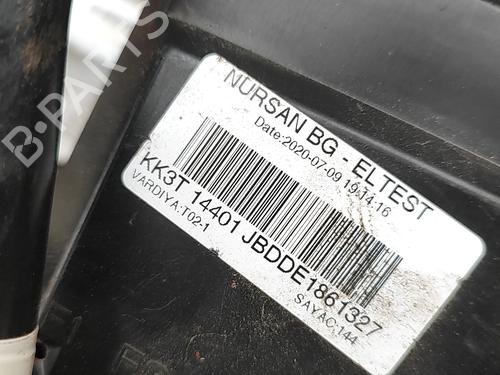 NURSAN BG - ELTEST
Date:2020-07-09 19:14:16
KK3T 14401 JBDDE1861327
VARDIYA:T02-1
SAYAC:144
B-PARTS